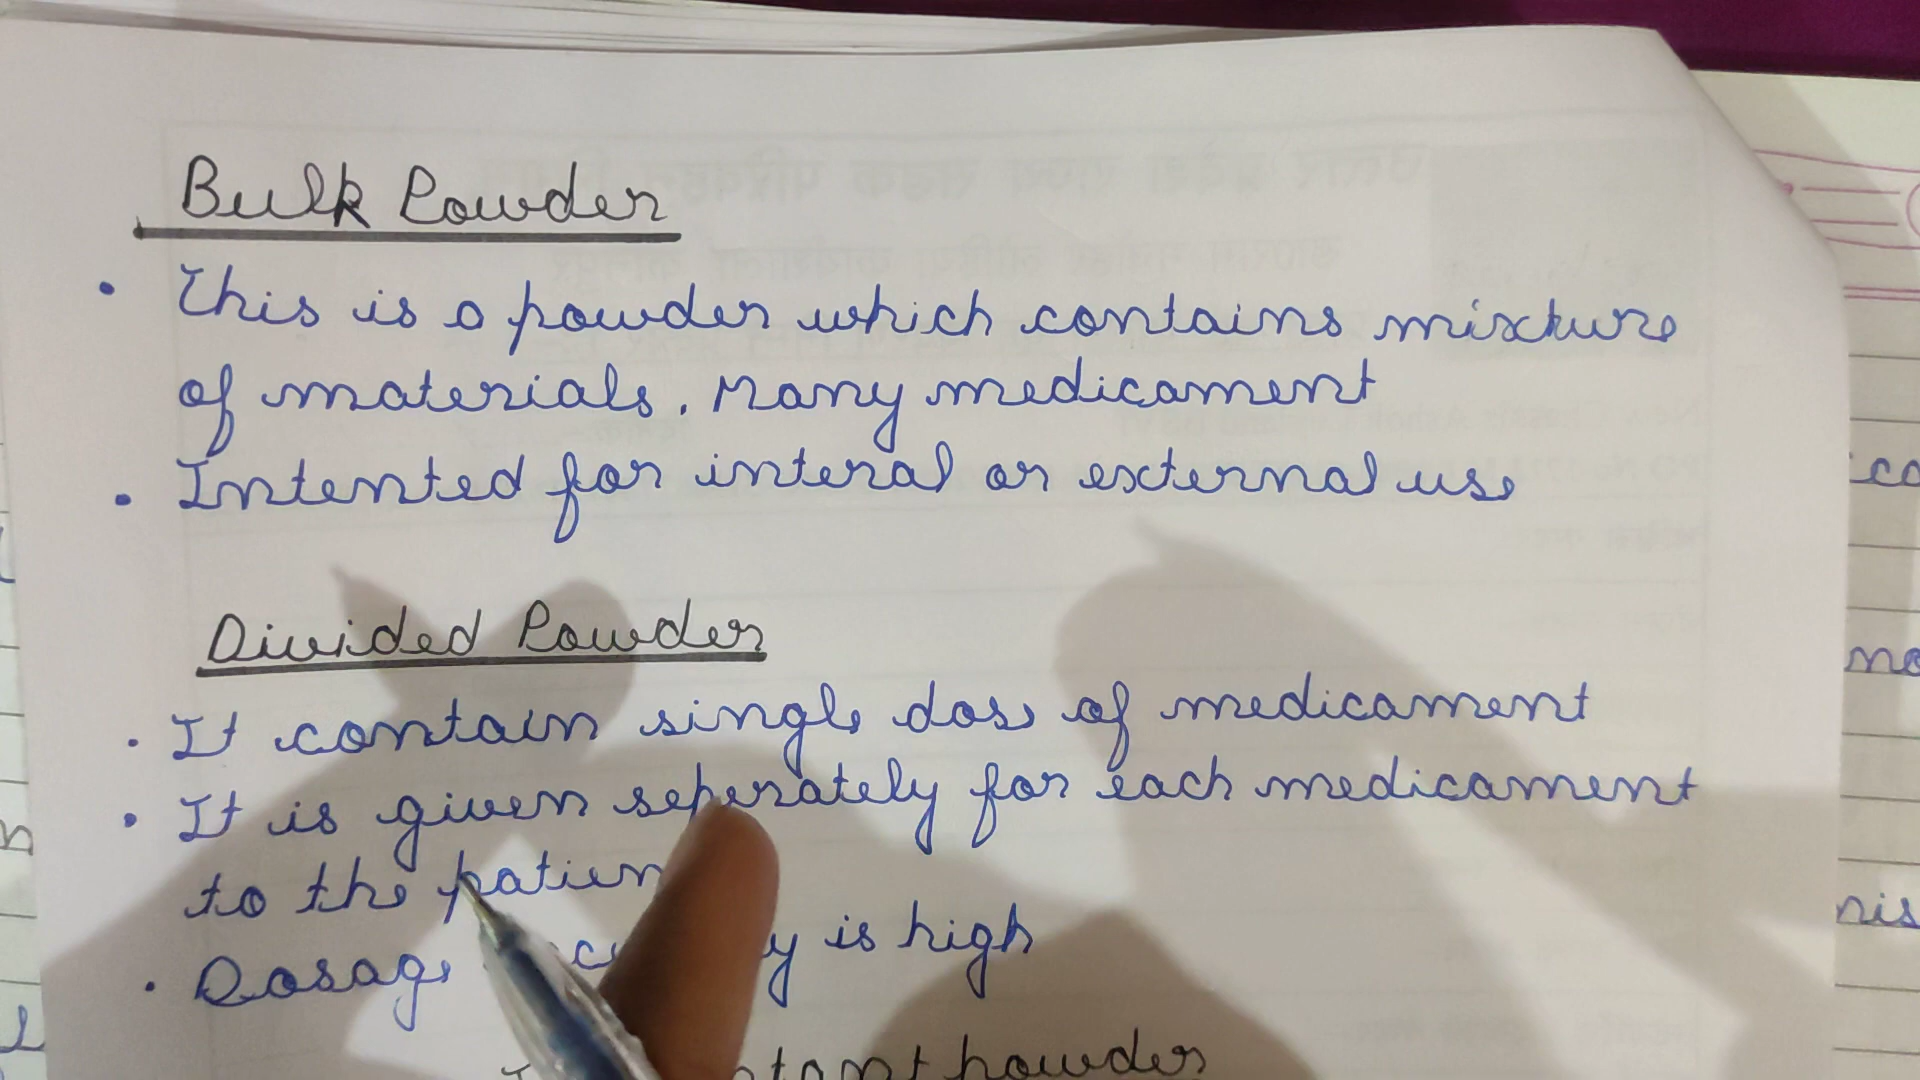 Bulk Powder
• This is a powder which contains mixture
of materials. Many medicament
• Intented for interal or external use
Divided Powder
• It contain single dose of medicament
• It is given seperately for each medicament
to the
• Dosage is high
powder